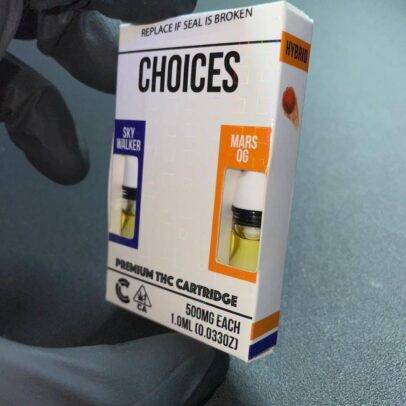 REPLACE IF SEAL IS BROKEN
CHOICES
HYBRID
SKY
WALKER
MARS
OG
PREMIUM THC CARTRIDGE
CA
500MG EACH
1.0ML (0.033OZ)